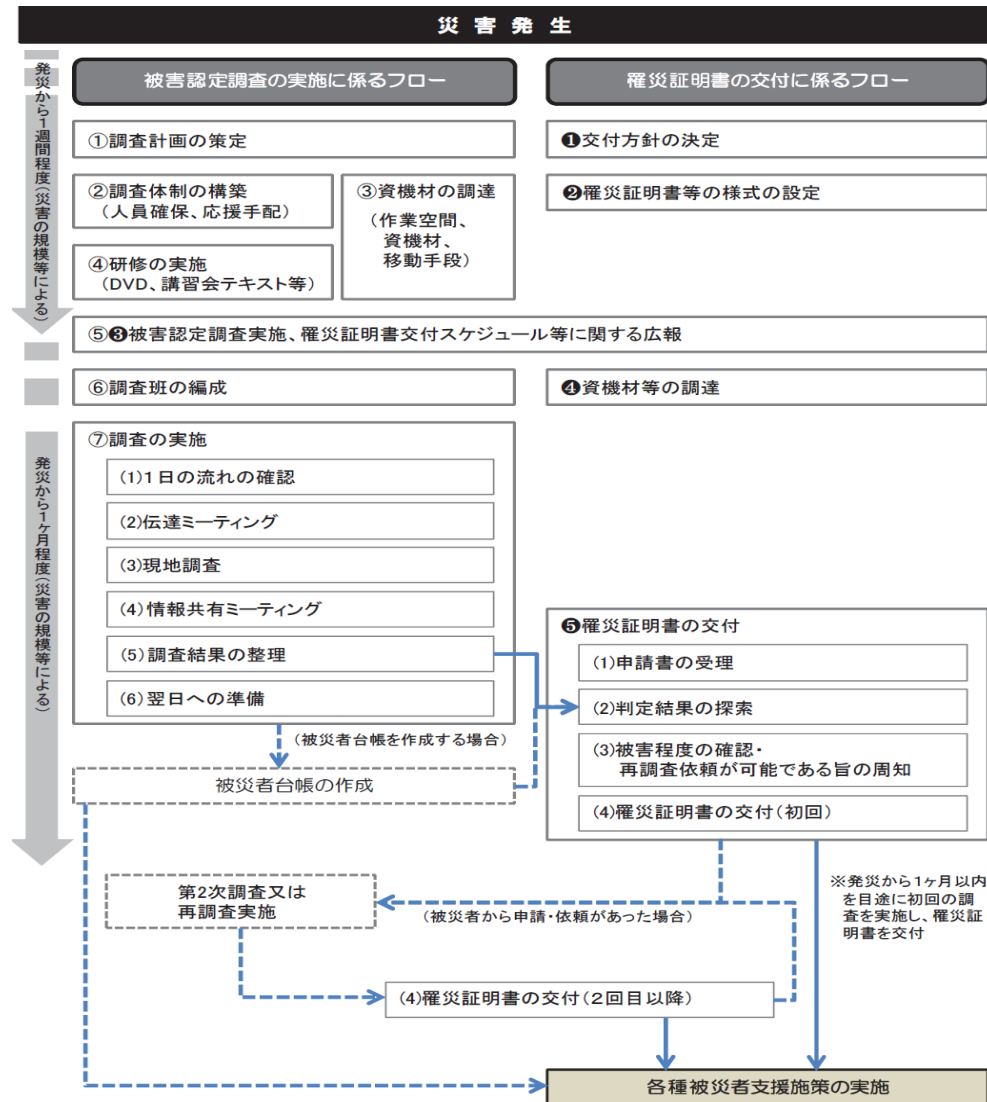 災害発生
発災から1週間程度(災害の規模等による)
被害認定調査の実施に係るフロー
罹災証明書の交付に係るフロー
①調査計画の策定
❶交付方針の決定
②調査体制の構築
(人員確保、応援手配)
③資機材の調達
(作業空間、
資機材、
移動手段)
❷罹災証明書等の様式の設定
④研修の実施
(DVD、講習会テキスト等)
⑤❸被害認定調査実施、罹災証明書交付スケジュール等に関する広報
⑥調査班の編成
❹資機材等の調達
発災から1ヶ月程度(災害の規模等による)
⑦調査の実施
(1)1日の流れの確認
(2)伝達ミーティング
(3)現地調査
(4)情報共有ミーティング
(5)調査結果の整理
(6)翌日への準備
❺罹災証明書の交付
(1)申請書の受理
(2)判定結果の探索
(3)被害程度の確認・
再調査依頼が可能である旨の周知
(4)罹災証明書の交付(初回)
(被災者台帳を作成する場合)
被災者台帳の作成
第2次調査又は
再調査実施
(被災者から申請・依頼があった場合)
※発災から1ヶ月以内
を目途に初回の調
査を実施し、罹災証
明書を交付
(4)罹災証明書の交付(2回目以降)
各種被災者支援施策の実施